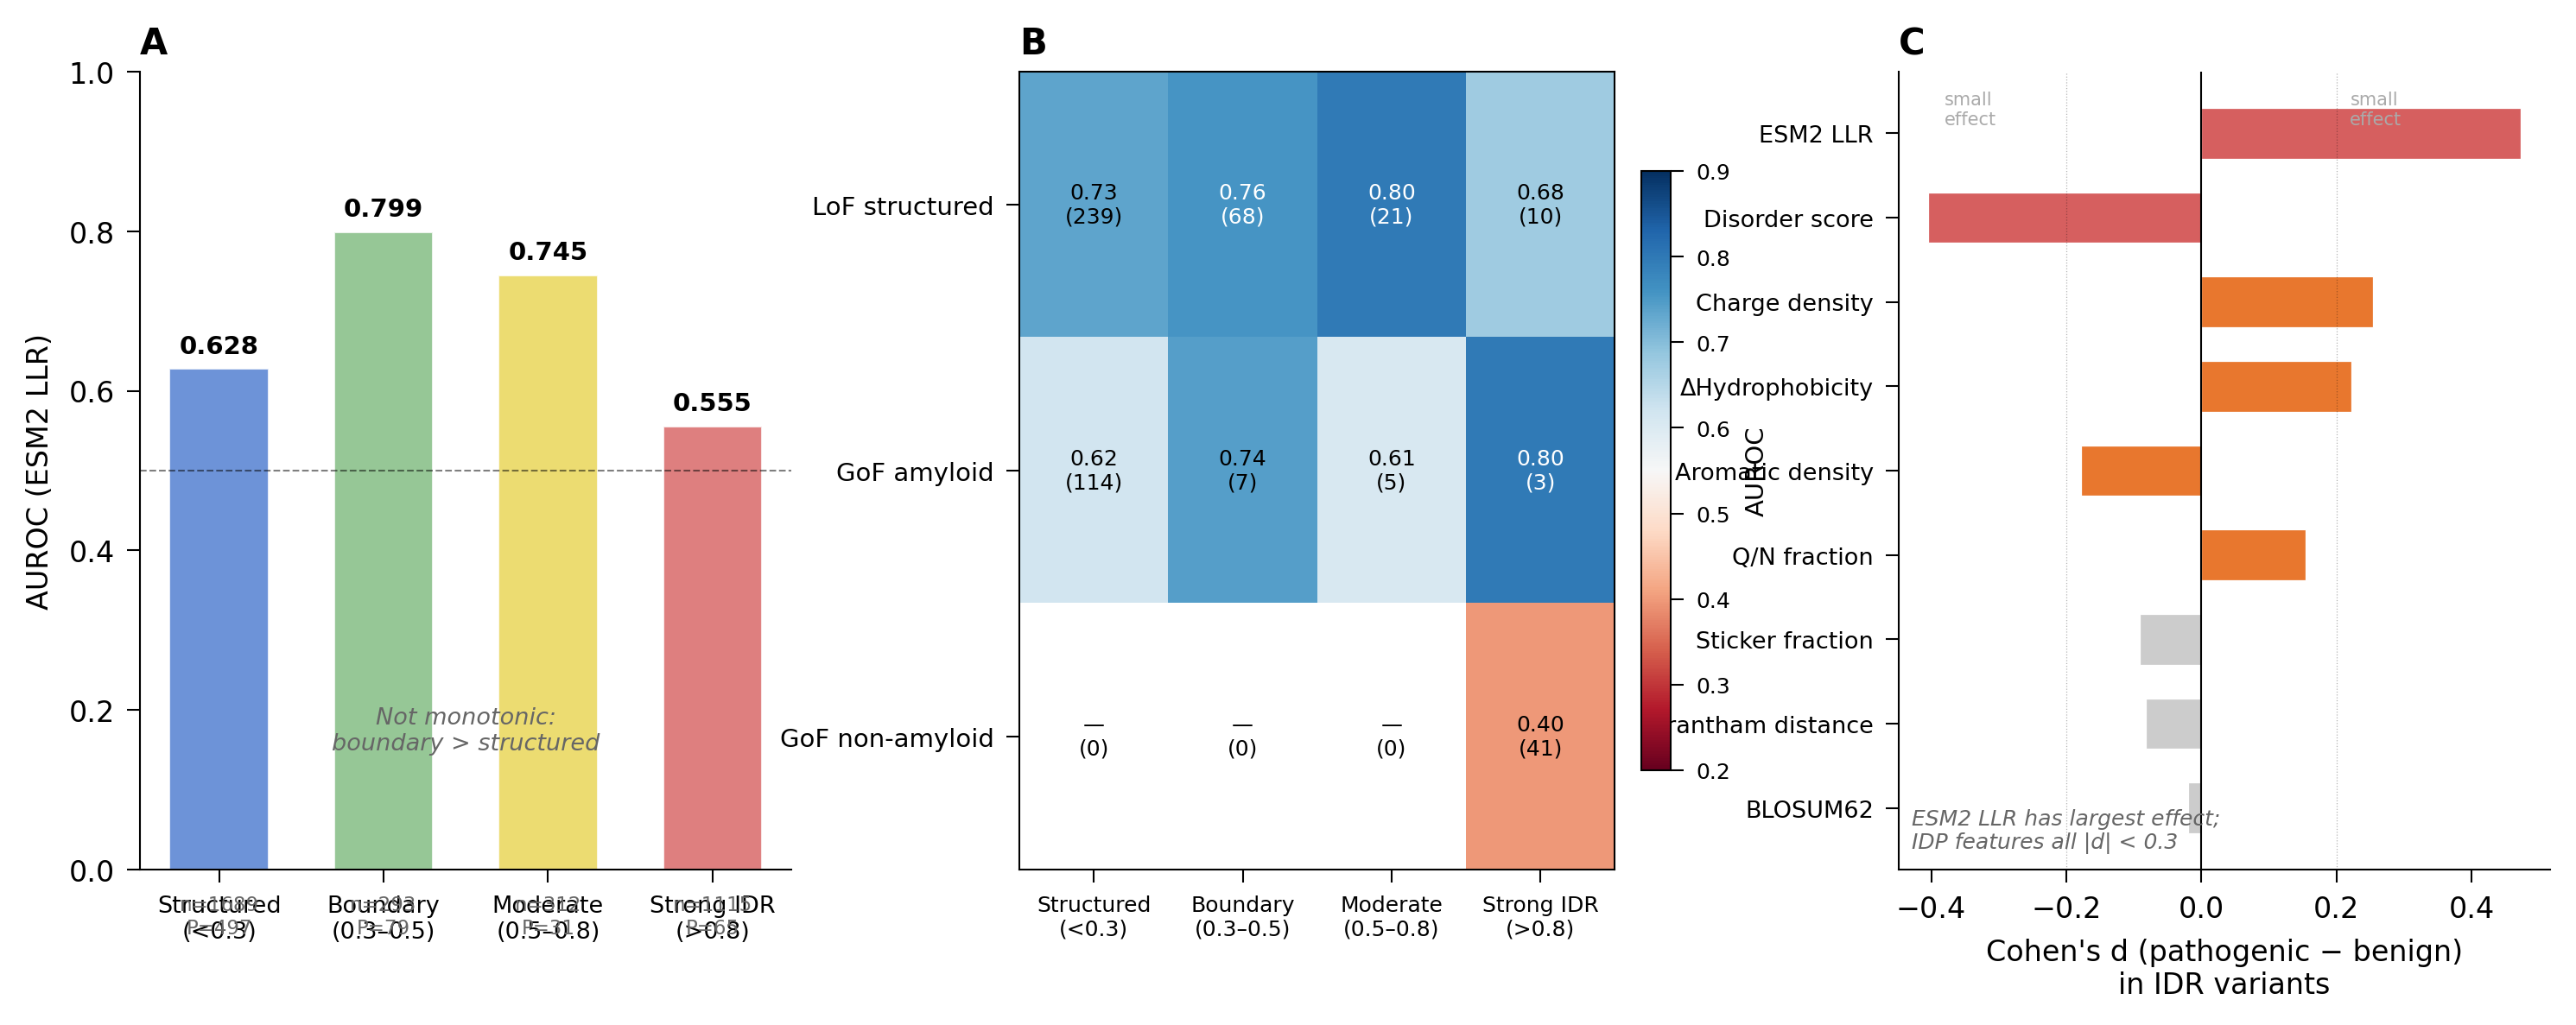 A
AUROC (ESM2 LLR)
1.0
0.8
0.6
0.4
0.2
0.0
0.628
0.799
0.745
0.555
Not monotonic:
boundary > structured
Structured
(<0.3)
Boundary
(0.3–0.5)
Moderate
(0.5–0.8)
Strong IDR
(>0.8)
P=497
P=79
P=31
P=65
B
LoF structured
GoF amyloid
GoF non-amyloid
0.73
(239)
0.76
(68)
0.80
(21)
0.68
(10)
0.62
(114)
0.74
(7)
0.61
(5)
0.80
(3)
—
(0)
—
(0)
—
(0)
0.40
(41)
Structured
(<0.3)
Boundary
(0.3–0.5)
Moderate
(0.5–0.8)
Strong IDR
(>0.8)
0.9
0.8
0.7
0.6
0.5
0.4
0.3
0.2
AUROC
C
small
effect
small
effect
ESM2 LLR
Disorder score
Charge density
ΔHydrophobicity
Aromatic density
Q/N fraction
Sticker fraction
rantham distance
BLOSUM62
ESM2 LLR has largest effect;
IDP features all |d| < 0.3
−0.4
−0.2
0.0
0.2
0.4
Cohen's d (pathogenic − benign)
in IDR variants